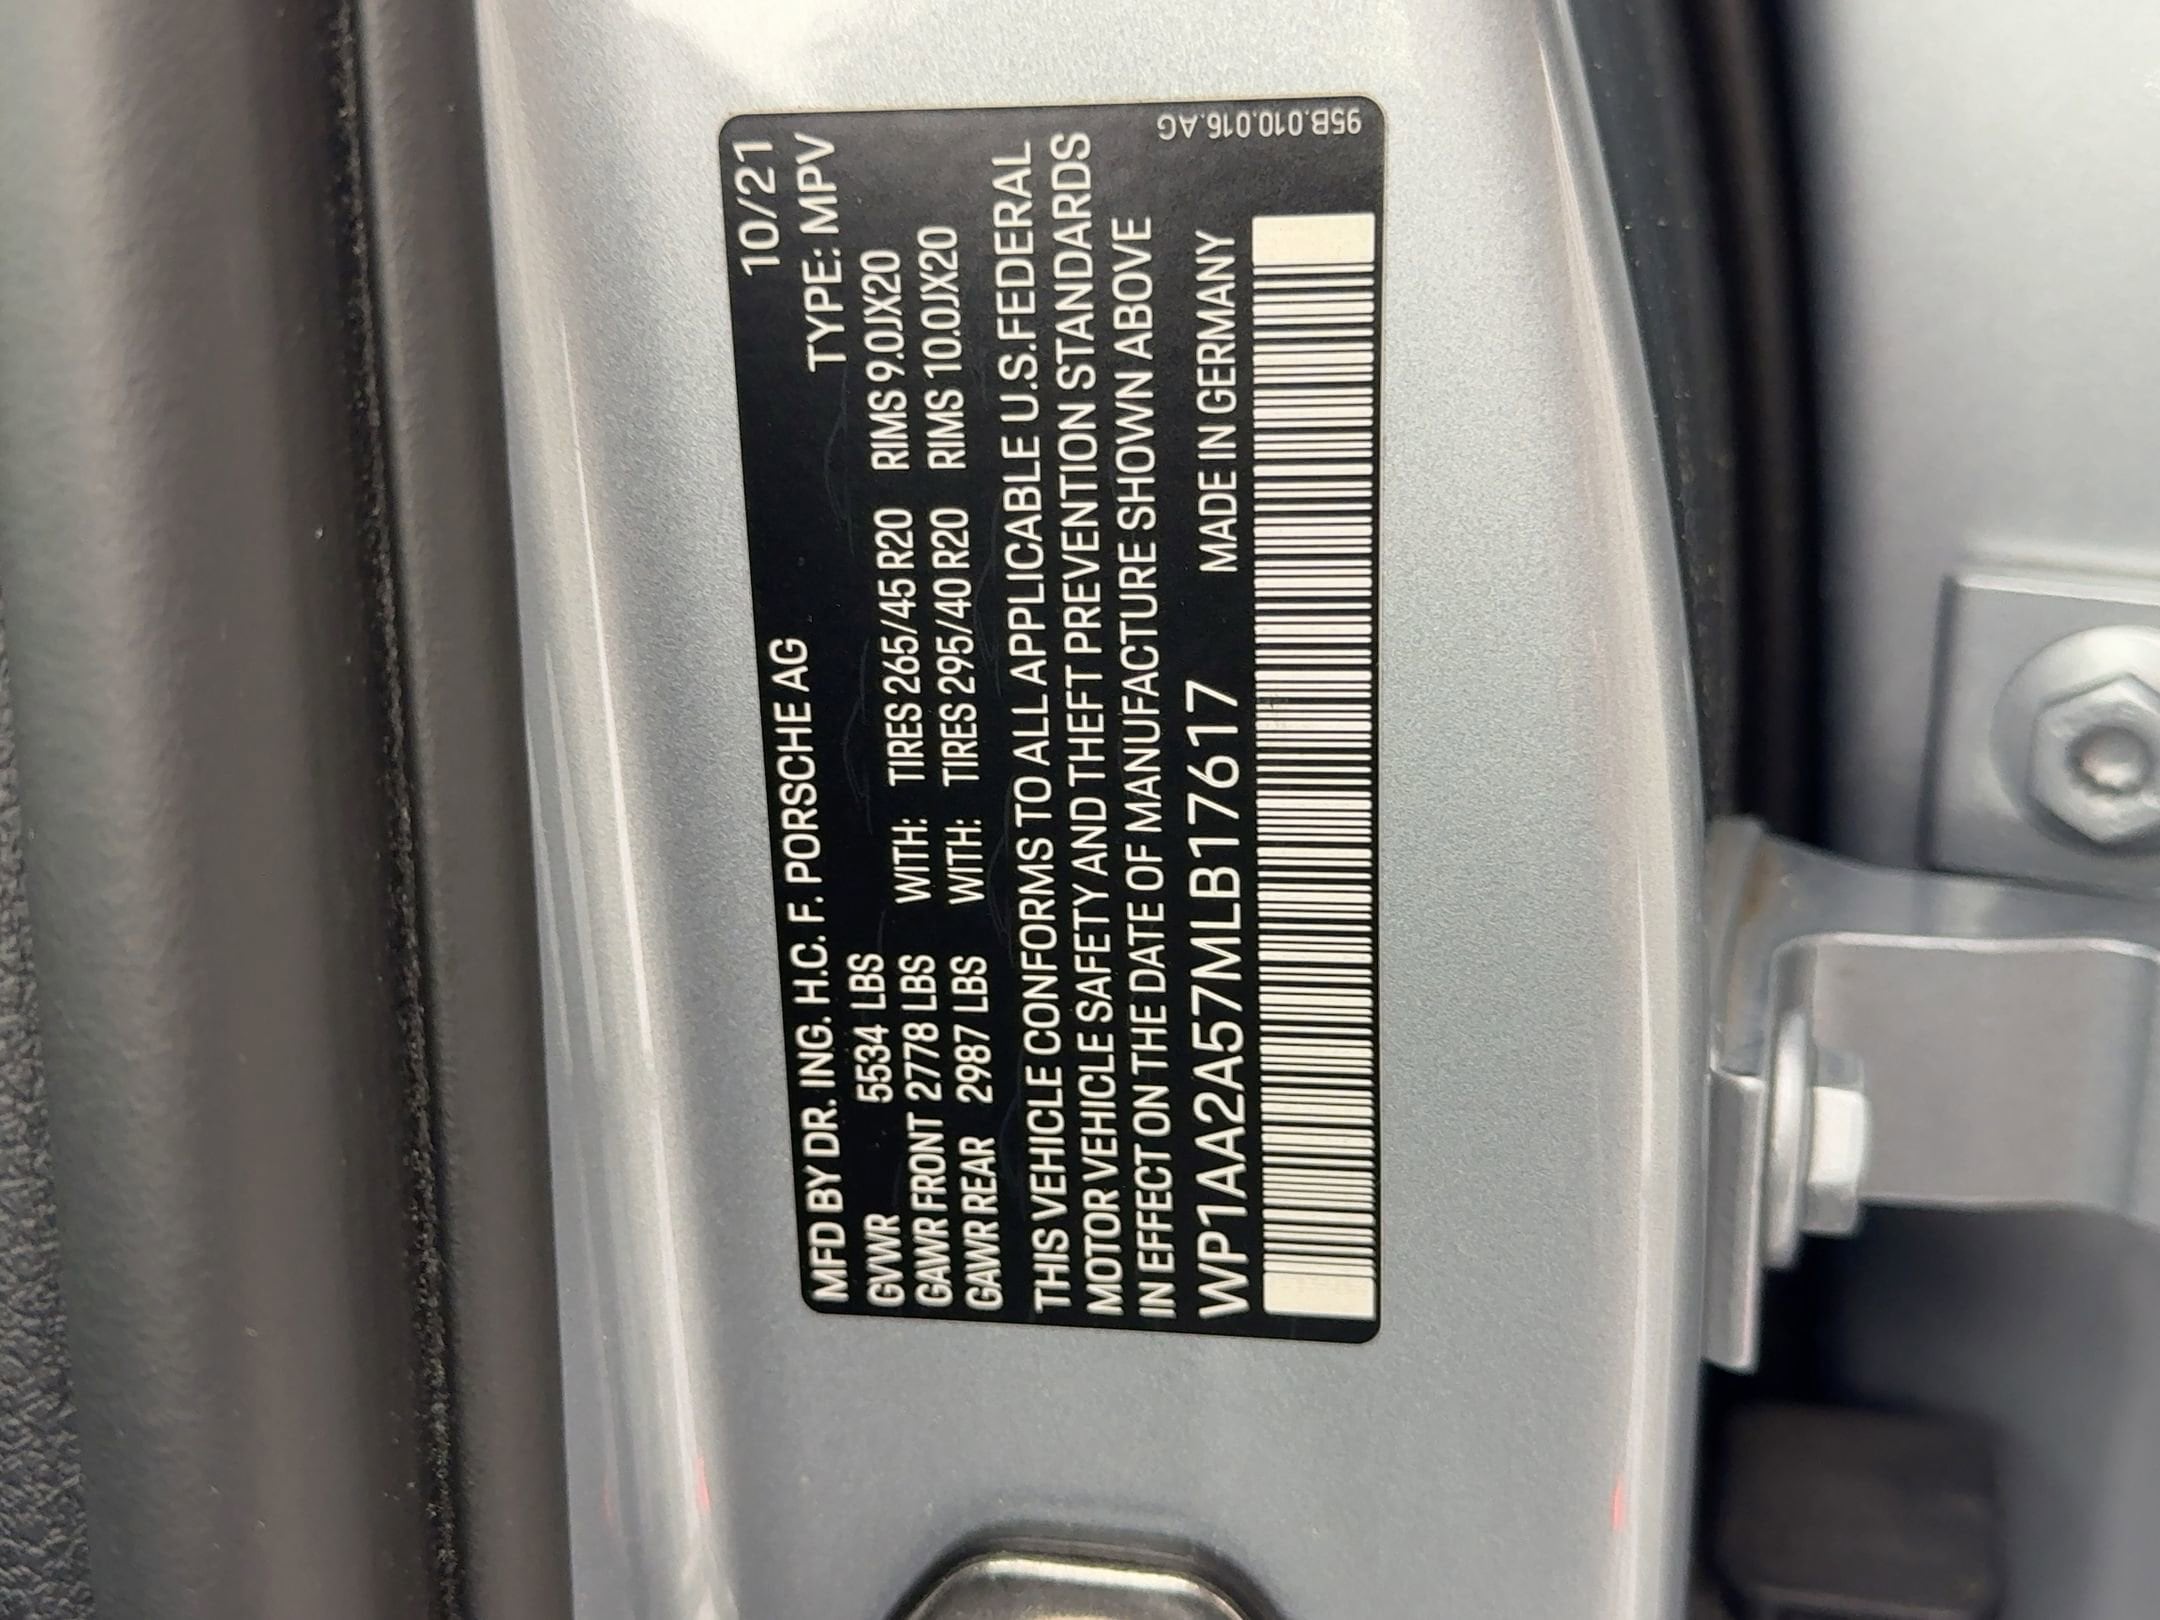 10/21
MFD BY DR. ING. H.C. F. PORSCHE AG TYPE: MPV
GVWR 5534 LBS WITH: TIRES 265/45 R20 RIMS 9.0JX20
GAWR FRONT 2778 LBS WITH: TIRES 295/40 R20 RIMS 10.0JX20
GAWR REAR 2987 LBS
THIS VEHICLE CONFORMS TO ALL APPLICABLE U.S.FEDERAL
MOTOR VEHICLE SAFETY AND THEFT PREVENTION STANDARDS
IN EFFECT ON THE DATE OF MANUFACTURE SHOWN ABOVE
WP1AA2A57MLB17617 MADE IN GERMANY
95B.010.016.AG